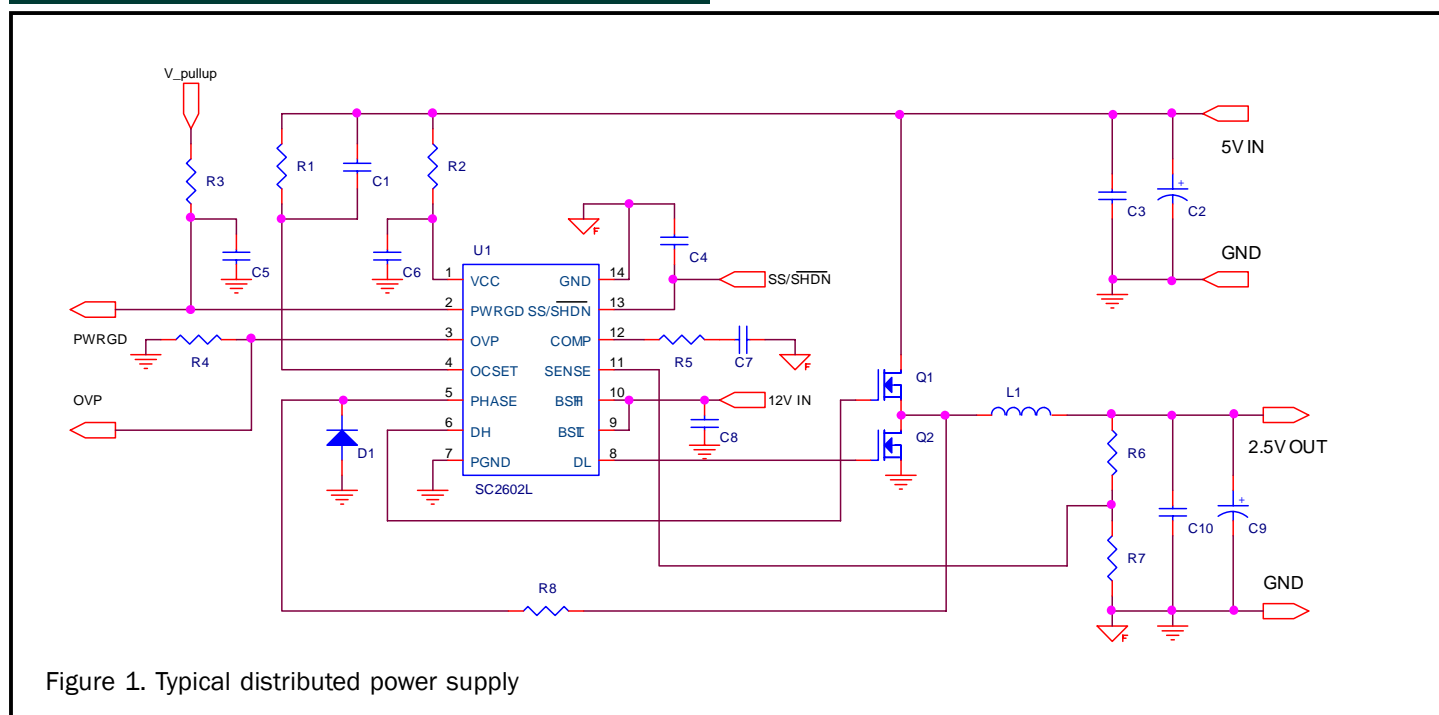 V_pullup
5V IN
R1
C1
R2
R3
C3
C2
C5
C6
C4
GND
U1
1
VCC
GND
14
SS/SHDN
2
PWRGD
SS/SHDN
13
PWRGD
3
OVP
COMP
12
R5
C7
F
F
R4
4
OCSET
SENSE
11
Q1
OVP
5
PHASE
10
12V IN
L1
D1
6
DH
9
C8
Q2
2.5V OUT
7
PGND
DL
8
R6
SC2602L
C10
C9
R7
R8
GND
F
Figure 1. Typical distributed power supply